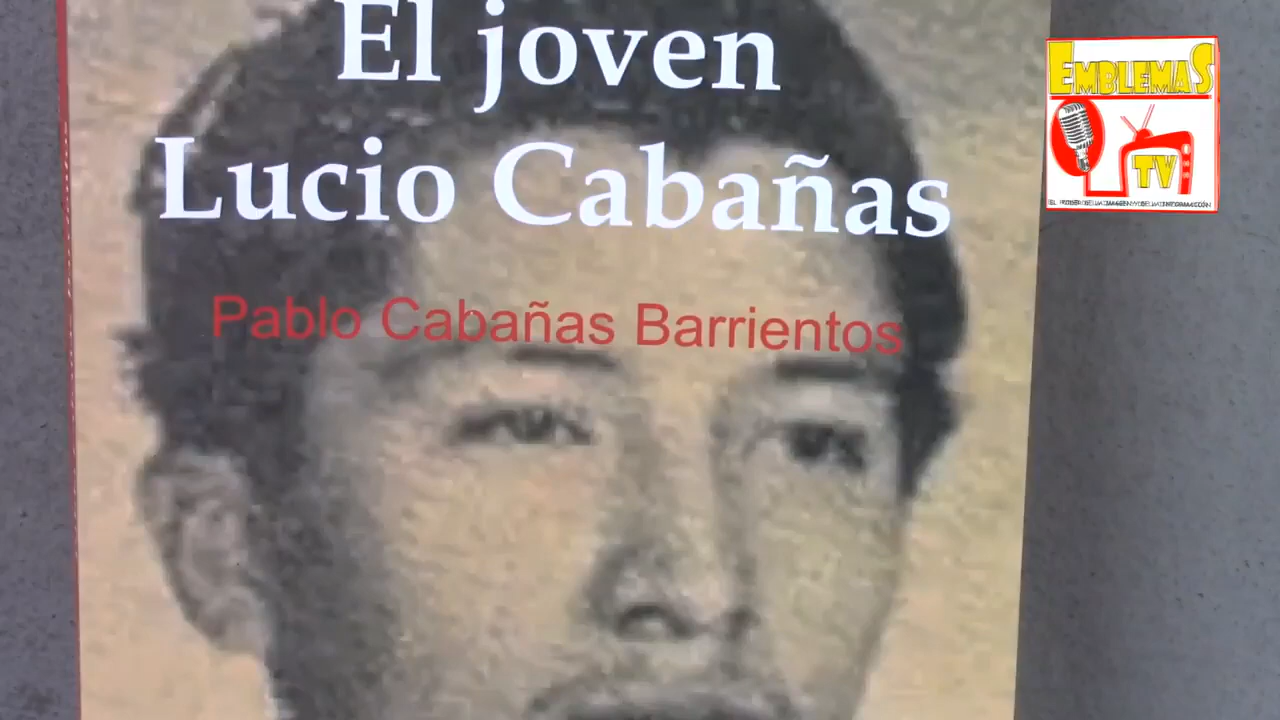 El joven
Lucio Cabañas
Pablo Cabañas Barrientos
EMBLEMAS
TV